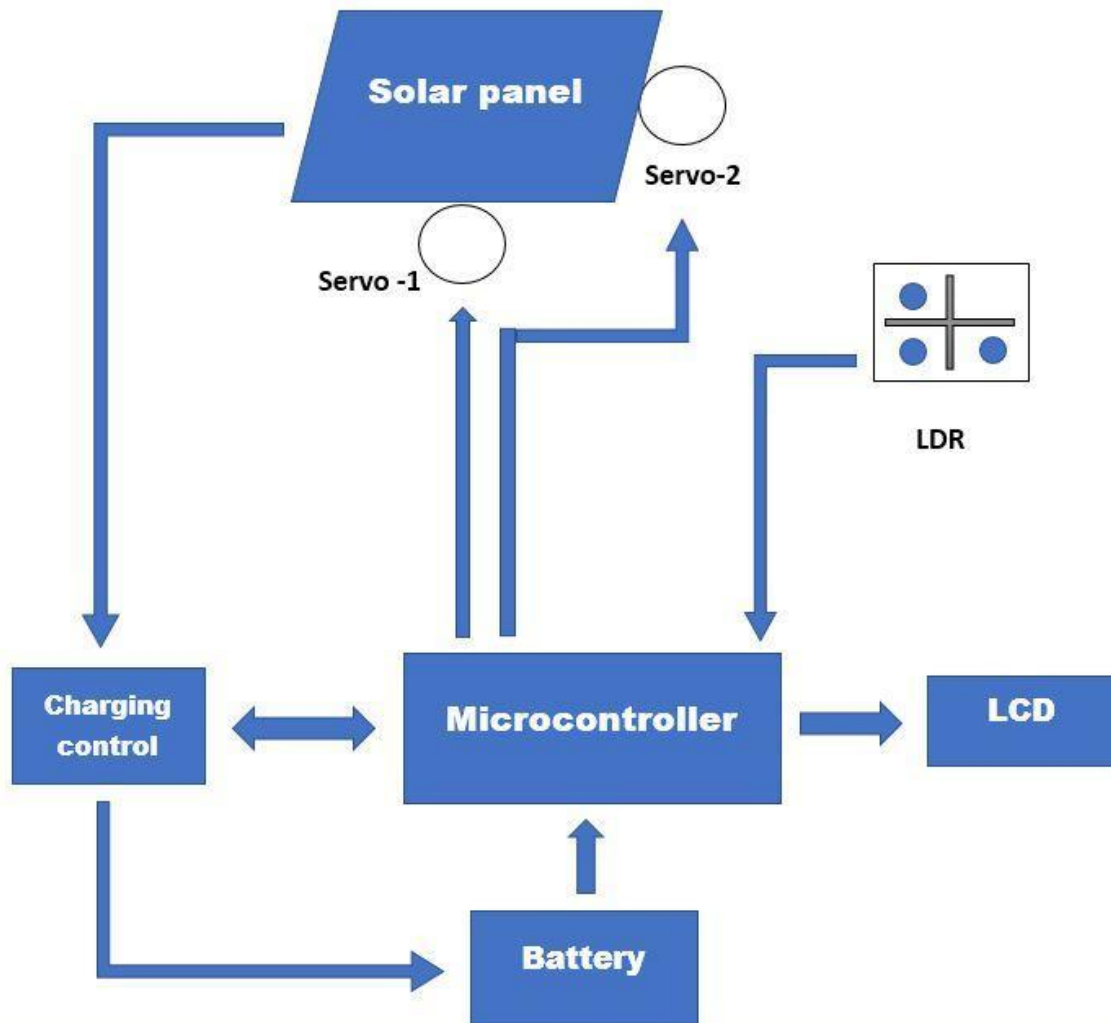 Solar panel
Servo-2
Servo -1
LDR
Charging
control
Microcontroller
LCD
Battery